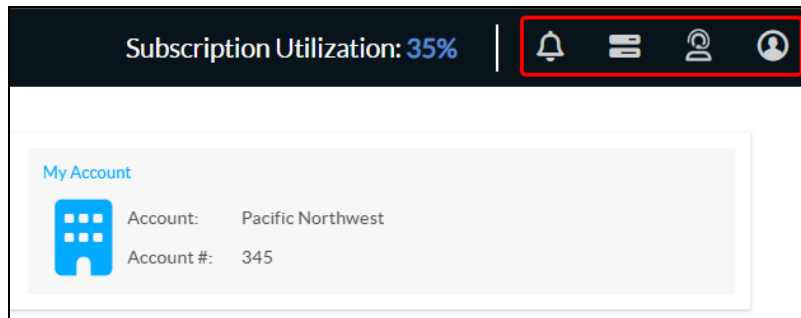 Subscription Utilization: 35%
My Account
Account: Pacific Northwest
Account #: 345